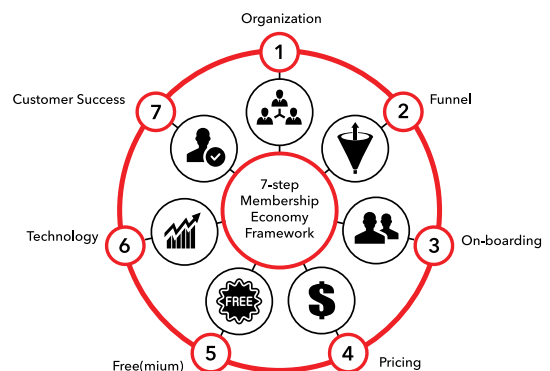 Organization
1
Customer Success
7
2
Funnel
7-step
Membership
Economy
Framework
Technology
6
3
On-boarding
FREE
$
5
4
Free(mium)
Pricing